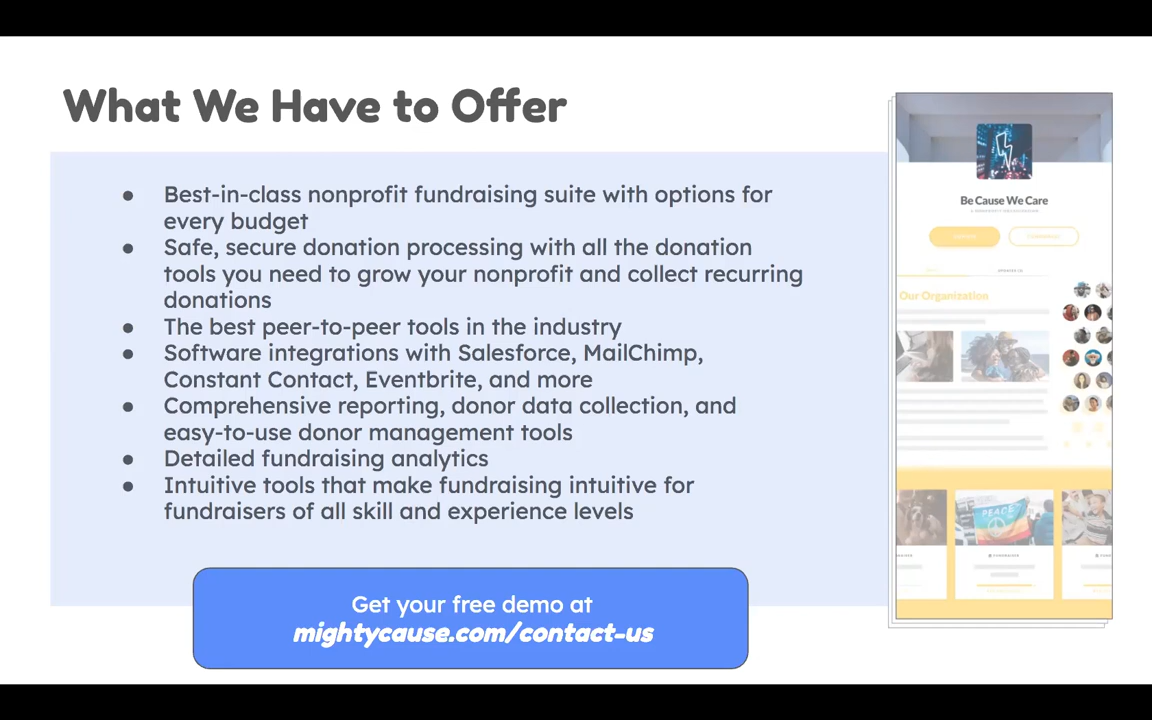 What We Have to Offer
● Best-in-class nonprofit fundraising suite with options for
every budget
● Safe, secure donation processing with all the donation
tools you need to grow your nonprofit and collect recurring
donations
● The best peer-to-peer tools in the industry
● Software integrations with Salesforce, MailChimp,
Constant Contact, Eventbrite, and more
● Comprehensive reporting, donor data collection, and
easy-to-use donor management tools
● Detailed fundraising analytics
● Intuitive tools that make fundraising intuitive for
fundraisers of all skill and experience levels
Get your free demo at
mightycause.com/contact-us
Be Cause We Care
Our Organization
PEACE